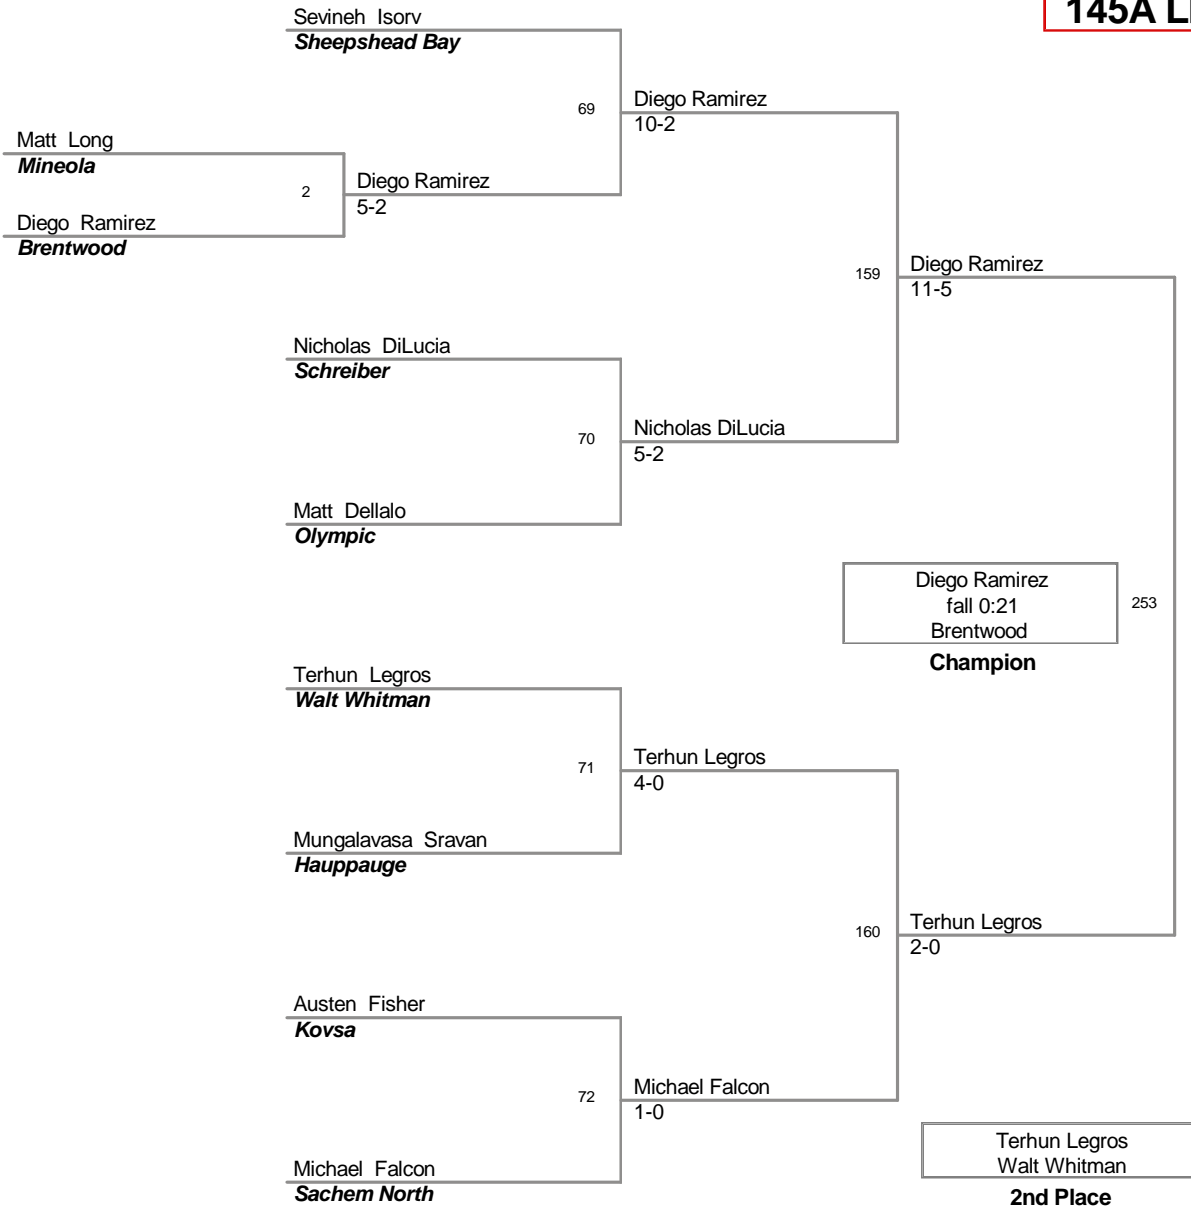 145A
Sevineh Isorv
Sheepshead Bay
69
Diego Ramirez
10-2
Matt Long
Mineola
2
Diego Ramirez
5-2
Diego Ramirez
Brentwood
159
Diego Ramirez
11-5
Nicholas DiLucia
Schreiber
70
Nicholas DiLucia
5-2
Matt Dellalo
Olympic
Diego Ramirez
fall 0:21
Brentwood
253
Champion
Terhun Legros
Walt Whitman
71
Terhun Legros
4-0
Mungalavasa Sravan
Hauppauge
160
Terhun Legros
2-0
Austen Fisher
Kovsa
72
Michael Falcon
1-0
Michael Falcon
Sachem North
Terhun Legros
Walt Whitman
2nd Place